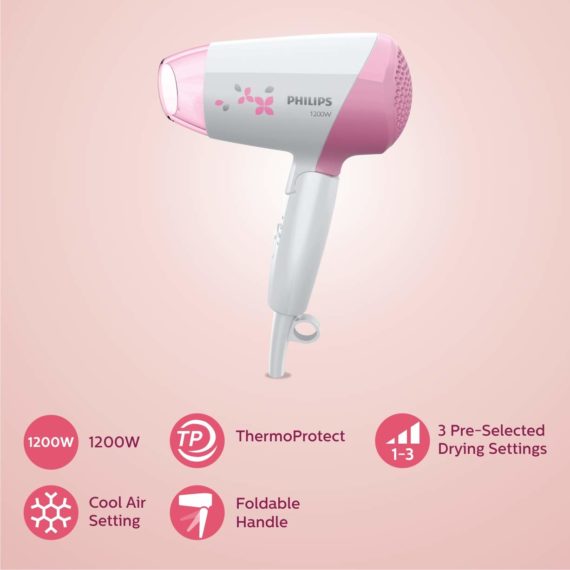 PHILIPS
1200W
1200W
1200W
TP
ThermoProtect
1-3
3 Pre-Selected
Drying Settings
Cool Air
Setting
Foldable
Handle